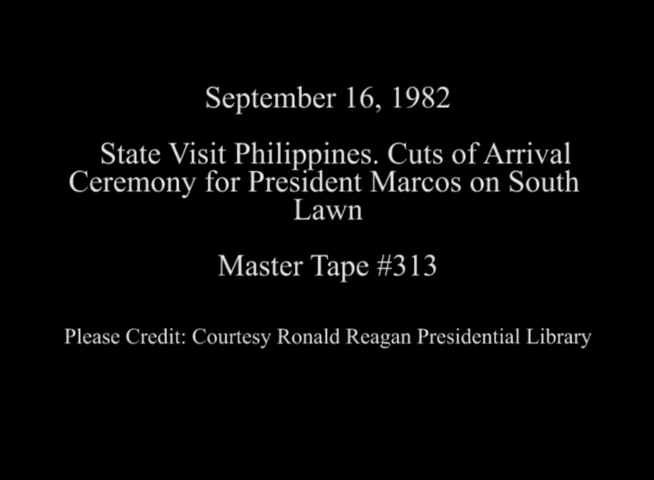 September 16, 1982
State Visit Philippines. Cuts of Arrival
Ceremony for President Marcos on South
Lawn
Master Tape #313
Please Credit: Courtesy Ronald Reagan Presidential Library